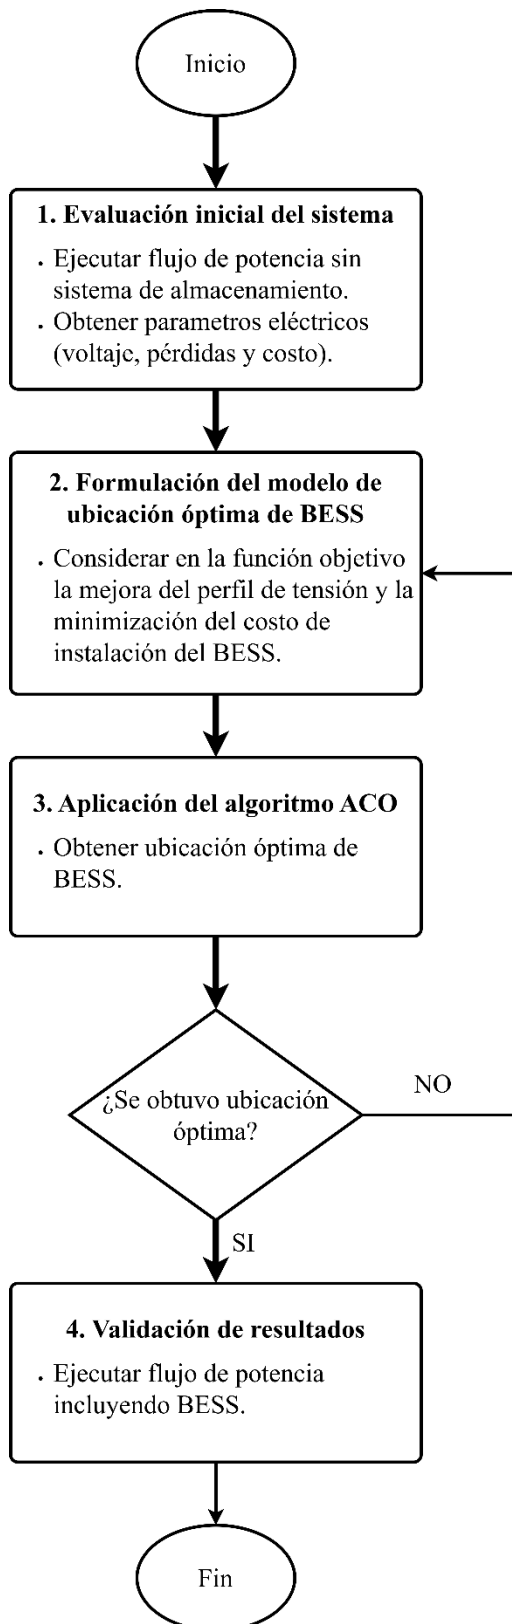 Inicio
1. Evaluación inicial del sistema
. Ejecutar flujo de potencia sin
sistema de almacenamiento.
. Obtener parametros eléctricos
(voltaje, pérdidas y costo).
2. Formulación del modelo de
ubicación óptima de BESS
. Considerar en la función objetivo
la mejora del perfil de tensión y la
minimización del costo de
instalación del BESS.
3. Aplicación del algoritmo ACO
. Obtener ubicación óptima de
BESS.
¿Se obtuvo ubicación
óptima?
NO
SI
4. Validación de resultados
. Ejecutar flujo de potencia
incluyendo BESS.
Fin